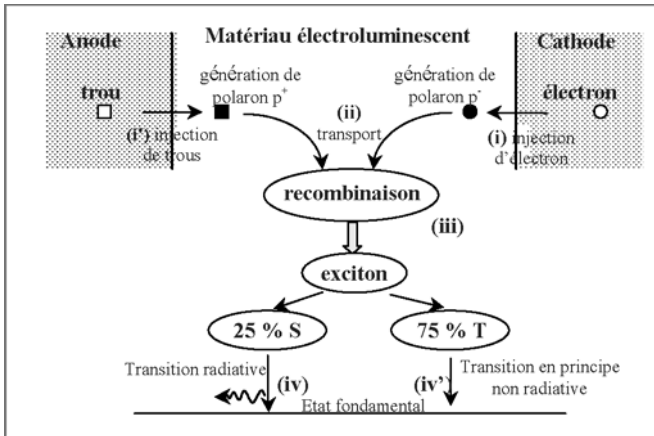 Anode
Matériau électroluminescent
Cathode
trou
génération de
polaron p⁺
(ii)
transport
génération de
polaron p⁻
électron
(i') injection
de trous
(i) injection
d'électron
recombinaison
(iii)
exciton
25 % S
75 % T
Transition radiative
(iv)
(iv')
Transition en principe
non radiative
Etat fondamental